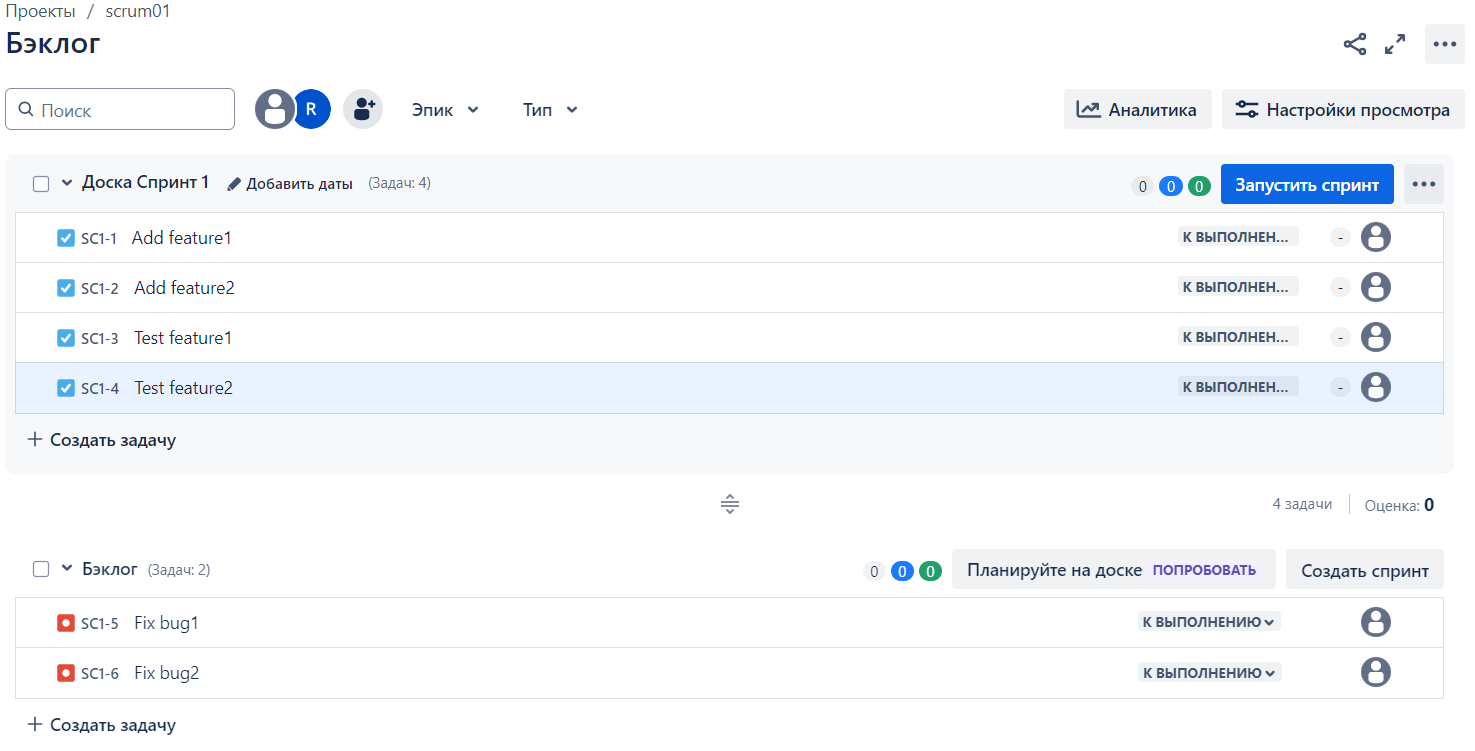 Проекты / scrum01
Бэклог
Поиск R Эпик Тип Аналитика Настройки просмотра
Доска Спринт 1 Добавить даты (Задач: 4) 0 0 0 Запустить спринт
SC1-1 Add feature1 К ВЫПОЛНЕН... -
SC1-2 Add feature2 К ВЫПОЛНЕН... -
SC1-3 Test feature1 К ВЫПОЛНЕН... -
SC1-4 Test feature2 К ВЫПОЛНЕН... -
+ Создать задачу
4 задачи Оценка: 0
Бэклог (Задач: 2) 0 0 0 Планируйте на доске ПОПРОБОВАТЬ Создать спринт
SC1-5 Fix bug1 К ВЫПОЛНЕНИЮ
SC1-6 Fix bug2 К ВЫПОЛНЕНИЮ
+ Создать задачу